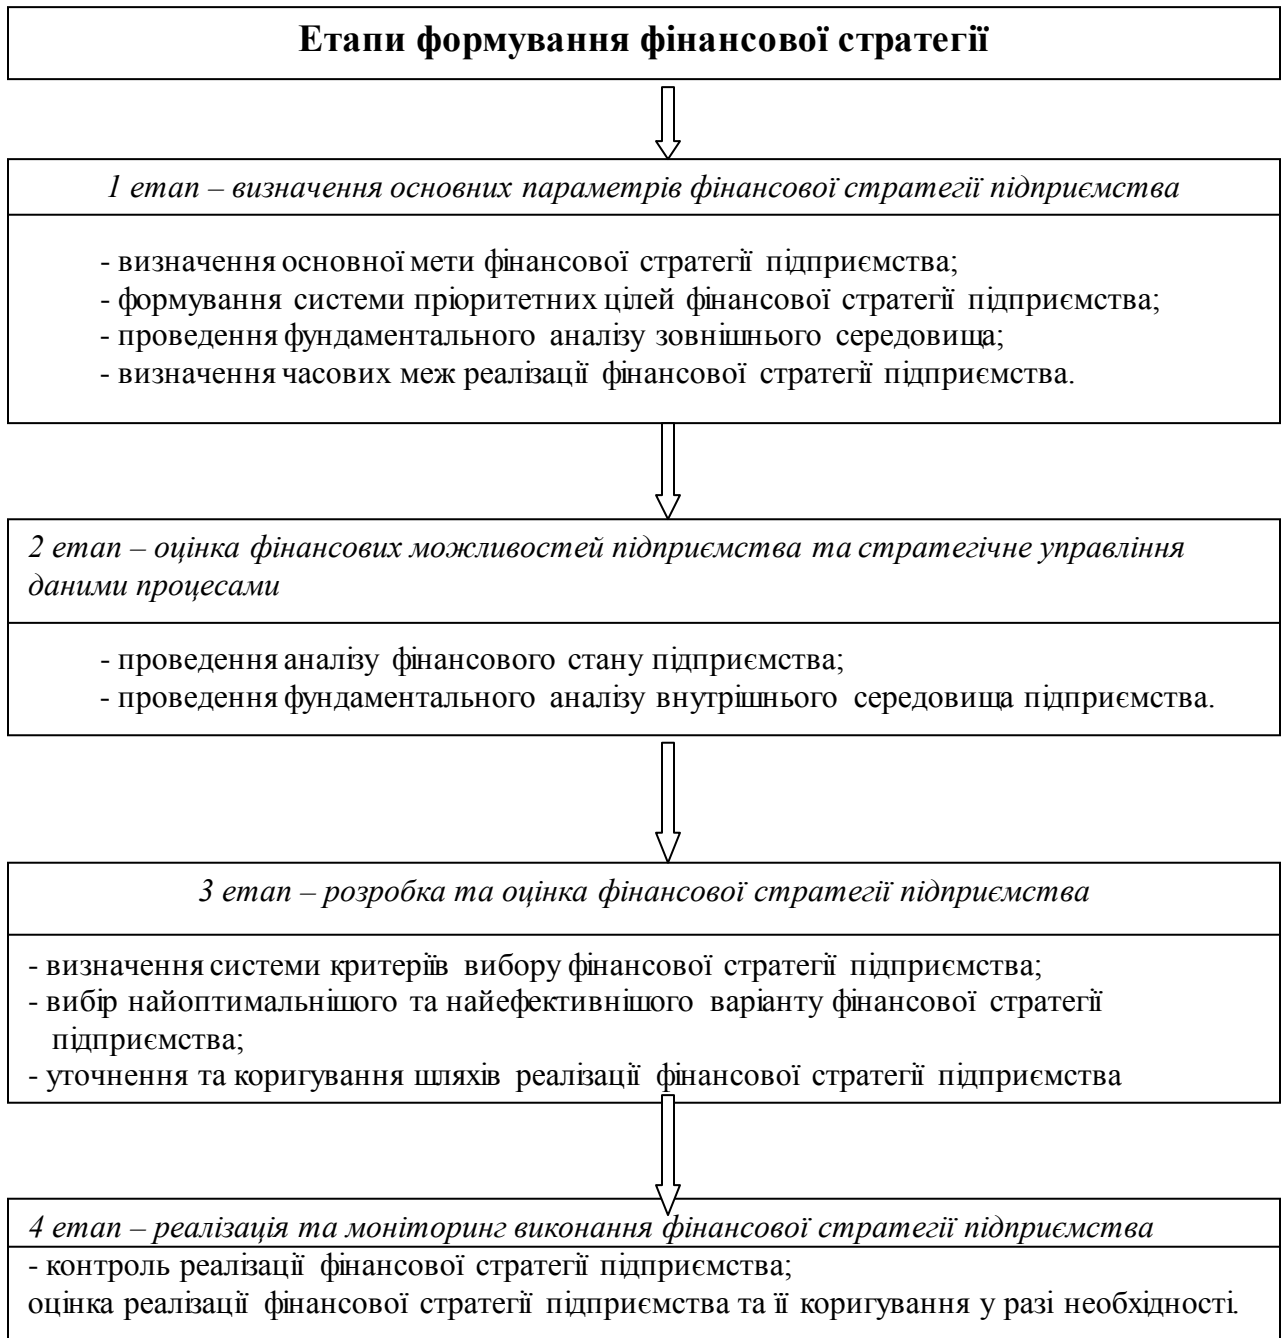 Етапи формування фінансової стратегії
1 етап – визначення основних параметрів фінансової стратегії підприємства
- визначення основної мети фінансової стратегії підприємства;
- формування системи пріоритетних цілей фінансової стратегії підприємства;
- проведення фундаментального аналізу зовнішнього середовища;
- визначення часових меж реалізації фінансової стратегії підприємства.
2 етап – оцінка фінансових можливостей підприємства та стратегічне управління
даними процесами
- проведення аналізу фінансового стану підприємства;
- проведення фундаментального аналізу внутрішнього середовища підприємства.
3 етап – розробка та оцінка фінансової стратегії підприємства
- визначення системи критеріїв вибору фінансової стратегії підприємства;
- вибір найоптимальнішого та найефективнішого варіанту фінансової стратегії
підприємства;
- уточнення та коригування шляхів реалізації фінансової стратегії підприємства
4 етап – реалізація та моніторинг виконання фінансової стратегії підприємства
- контроль реалізації фінансової стратегії підприємства;
оцінка реалізації фінансової стратегії підприємства та її коригування у разі необхідності.